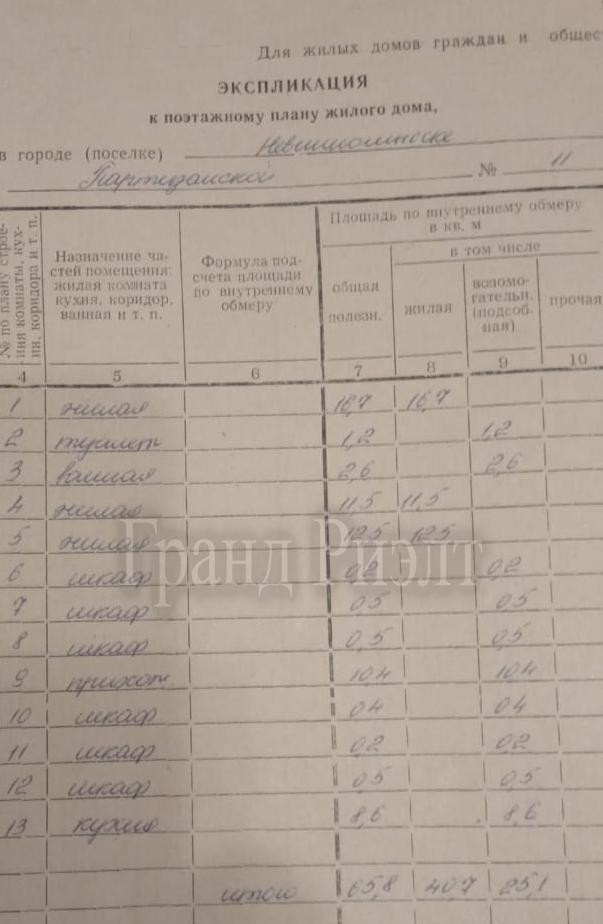 Для жилых домов граждан и общес
ЭКСПЛИКАЦИЯ
к поэтажному плану жилого дома,
в городе (поселке) Невинномысске
Партизанской № 11
№ по плану строения комнаты, кухни, коридора и т. п.
Назначение частей помещения: жилая комната кухня, коридор, ванная и т. п.
Формула подсчета площади по внутреннему обмеру
Площадь по внутреннему обмеру в кв. м
в том числе
общая полезн.
жилая
вспомогательн. (подсобная)
прочая
4 5 6 7 8 9 10
1 жилая 16,7 16,7
2 туалет 1,2 1,2
3 ванная 2,6 2,6
4 жилая 11,5 11,5
5 жилая 12,5 12,5
6 шкаф 0,2 0,2
7 шкаф 0,5 0,5
8 шкаф 0,5 0,5
9 прихож. 10,4 10,4
10 шкаф 0,4 0,4
11 шкаф 0,2 0,2
12 шкаф 0,5 0,5
13 кухня 8,6 8,6
итого 65,8 40,7 25,1
Гранд Риэлт